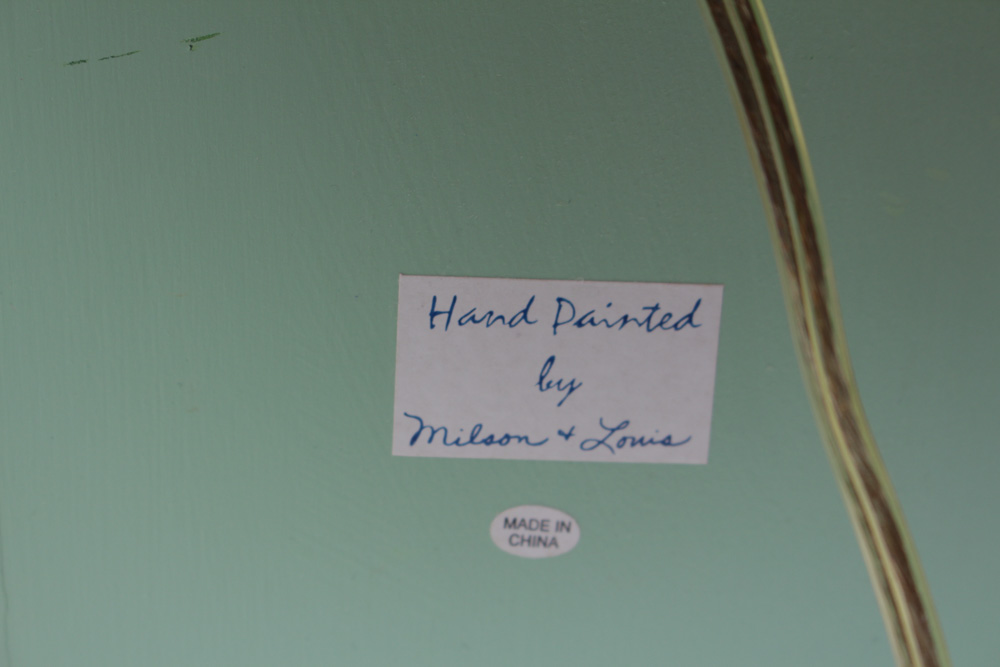 Hand Painted
by
Milson + Louis
MADE IN
CHINA